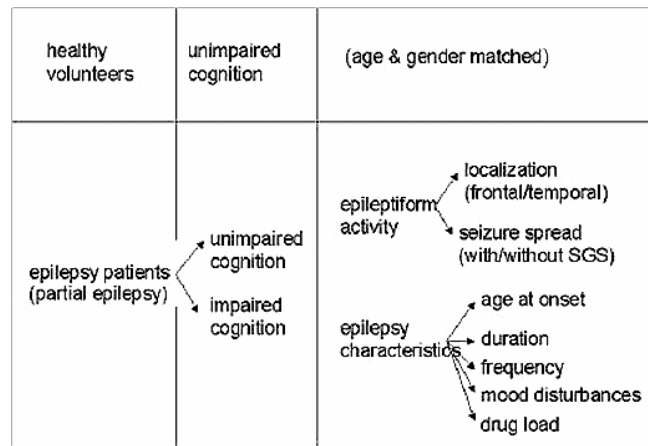 healthy
volunteers
unimpaired
cognition
(age & gender matched)
epilepsy patients
(partial epilepsy)
unimpaired
cognition
impaired
cognition
epileptiform
activity
localization
(frontal/temporal)
seizure spread
(with/without SGS)
epilepsy
characteristics
age at onset
duration
frequency
mood disturbances
drug load